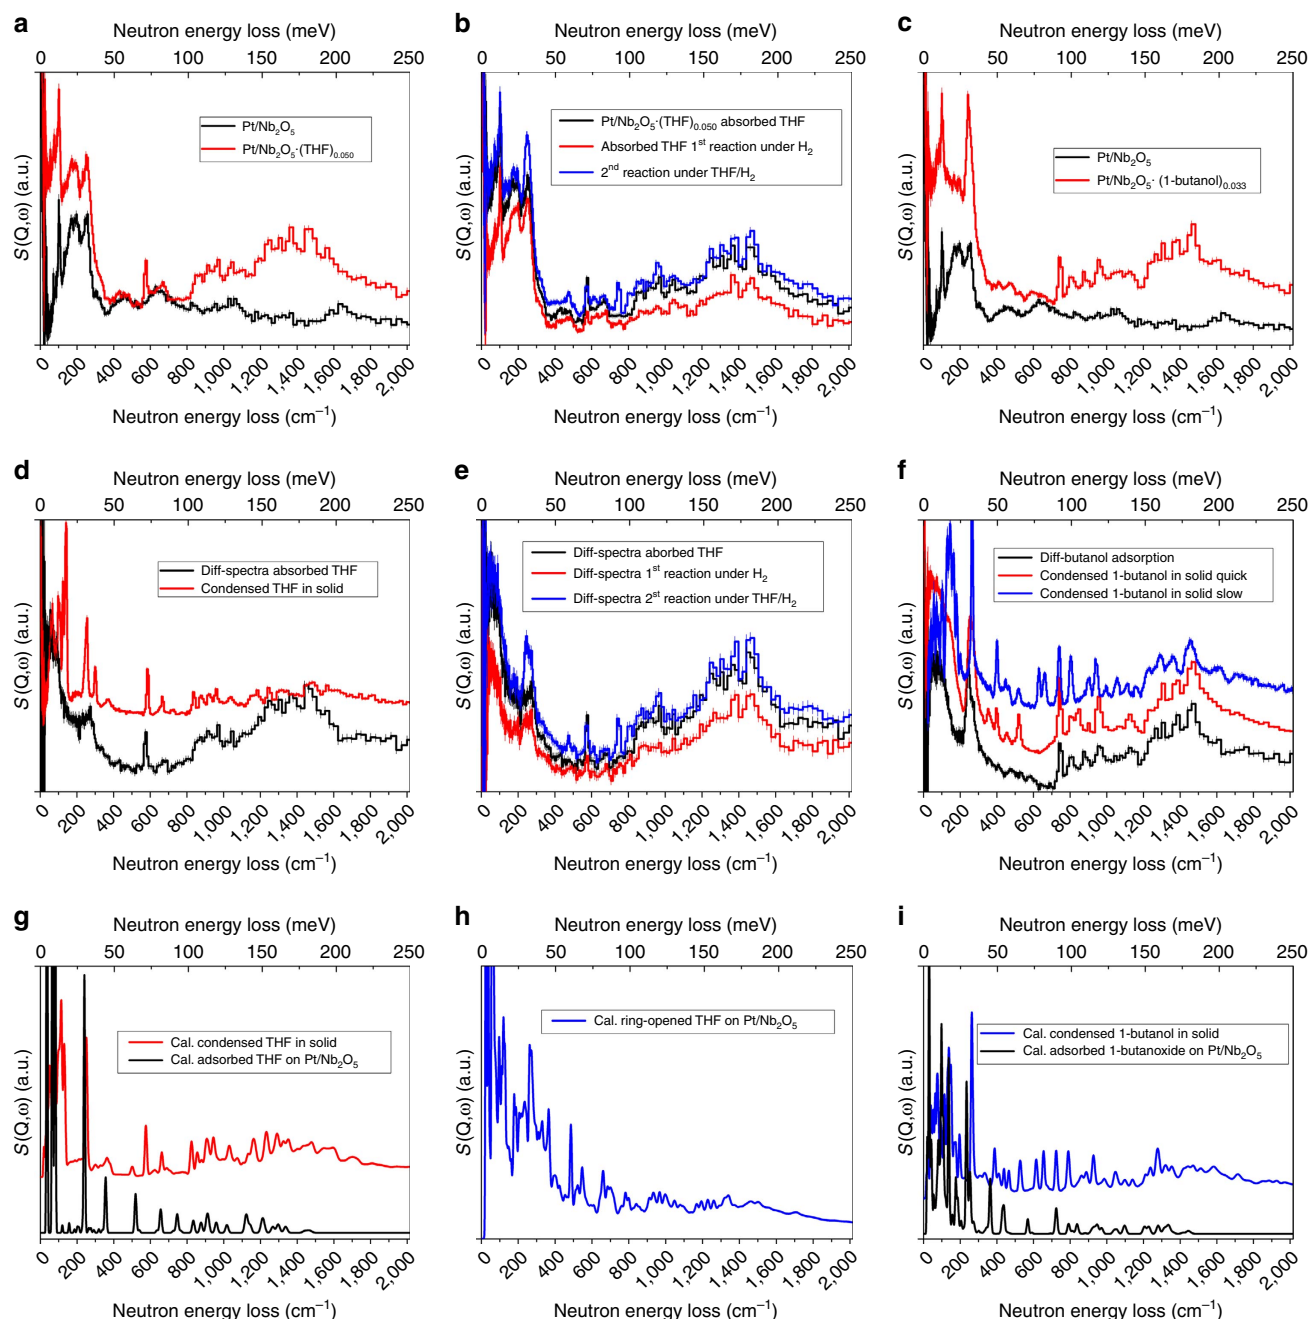 a
Neutron energy loss (meV)
0 50 100 150 200 250
Pt/Nb₂O₅
Pt/Nb₂O₅·(THF)₀.₀₅₀
S(Q,ω) (a.u.)
0 200 400 600 800 1,000 1,200 1,400 1,600 1,800 2,000
Neutron energy loss (cm⁻¹)
b
Neutron energy loss (meV)
0 50 100 150 200 250
Pt/Nb₂O₅·(THF)₀.₀₅₀ absorbed THF
Absorbed THF 1ˢᵗ reaction under H₂
2ⁿᵈ reaction under THF/H₂
S(Q,ω) (a.u.)
0 200 400 600 800 1,000 1,200 1,400 1,600 1,800 2,000
Neutron energy loss (cm⁻¹)
c
Neutron energy loss (meV)
0 50 100 150 200 250
Pt/Nb₂O₅
Pt/Nb₂O₅· (1-butanol)₀.₀₃₃
S(Q,ω) (a.u.)
0 200 400 600 800 1,000 1,200 1,400 1,600 1,800 2,000
Neutron energy loss (cm⁻¹)
d
Neutron energy loss (meV)
0 50 100 150 200 250
Diff-spectra absorbed THF
Condensed THF in solid
S(Q,ω) (a.u.)
0 200 400 600 800 1,000 1,200 1,400 1,600 1,800 2,000
Neutron energy loss (cm⁻¹)
e
Neutron energy loss (meV)
0 50 100 150 200 250
Diff-spectra aborbed THF
Diff-spectra 1ˢᵗ reaction under H₂
Diff-spectra 2ˢᵗ reaction under THF/H₂
S(Q,ω) (a.u.)
0 200 400 600 800 1,000 1,200 1,400 1,600 1,800 2,000
Neutron energy loss (cm⁻¹)
f
Neutron energy loss (meV)
0 50 100 150 200 250
Diff-butanol adsorption
Condensed 1-butanol in solid quick
Condensed 1-butanol in solid slow
S(Q,ω) (a.u.)
0 200 400 600 800 1,000 1,200 1,400 1,600 1,800 2,000
Neutron energy loss (cm⁻¹)
g
Neutron energy loss (meV)
0 50 100 150 200 250
Cal. condensed THF in solid
Cal. adsorbed THF on Pt/Nb₂O₅
S(Q,ω) (a.u.)
0 200 400 600 800 1,000 1,200 1,400 1,600 1,800 2,000
Neutron energy loss (cm⁻¹)
h
Neutron energy loss (meV)
0 50 100 150 200 250
Cal. ring-opened THF on Pt/Nb₂O₅
S(Q,ω) (a.u.)
0 200 400 600 800 1,000 1,200 1,400 1,600 1,800 2,000
Neutron energy loss (cm⁻¹)
i
Neutron energy loss (meV)
0 50 100 150 200 250
Cal. condensed 1-butanol in solid
Cal. adsorbed 1-butanoxide on Pt/Nb₂O₅
S(Q,ω) (a.u.)
0 200 400 600 800 1,000 1,200 1,400 1,600 1,800 2,000
Neutron energy loss (cm⁻¹)